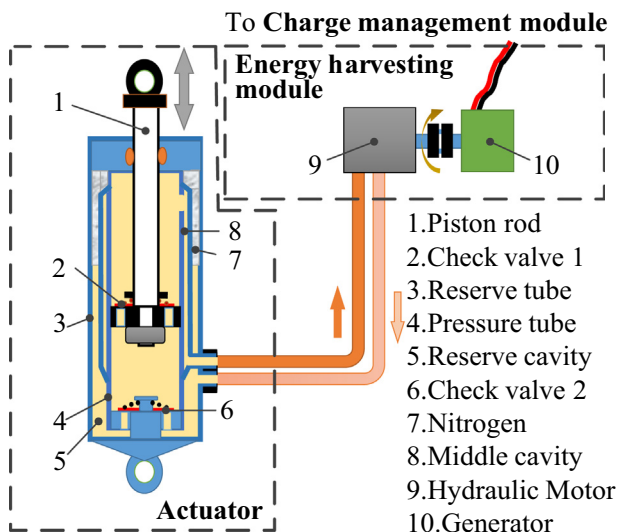 To Charge management module
Energy harvesting
module
1
9
10
8
7
2
3
4
6
5
Actuator
1.Piston rod
2.Check valve 1
3.Reserve tube
4.Pressure tube
5.Reserve cavity
6.Check valve 2
7.Nitrogen
8.Middle cavity
9.Hydraulic Motor
10.Generator